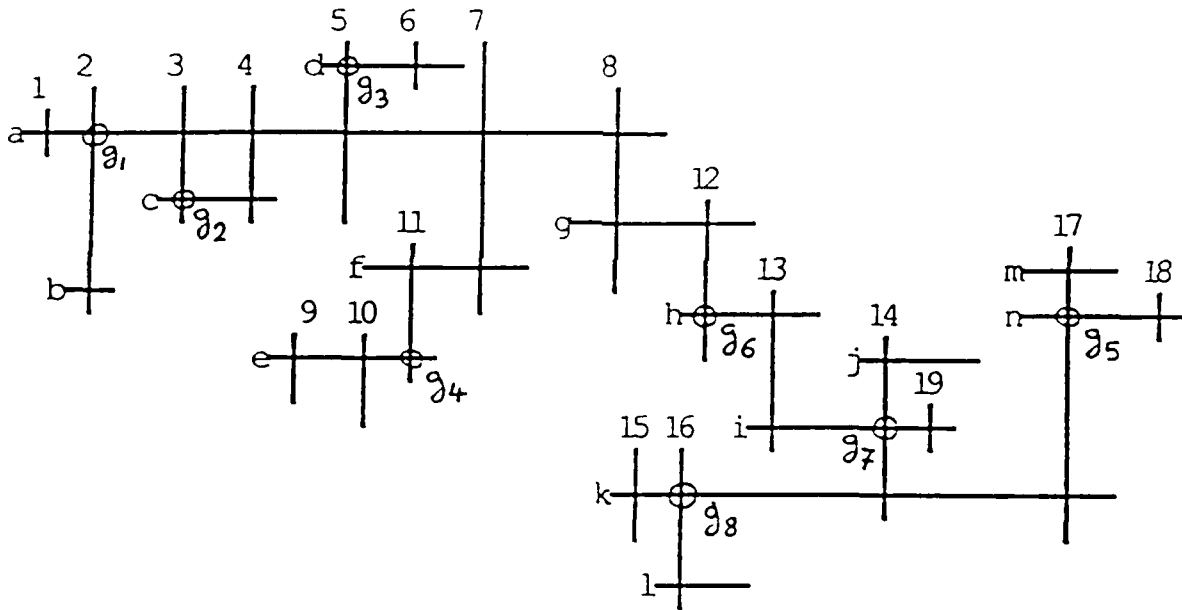 5 6 7
1 2 3 4 d g₃ 8
a g₁
c g₂ 12
11 g 17
b f 13 m 18
9 10 h g₆ 14 n g₅
e g₄ j 19
15 16 i g₇
k g₈
l